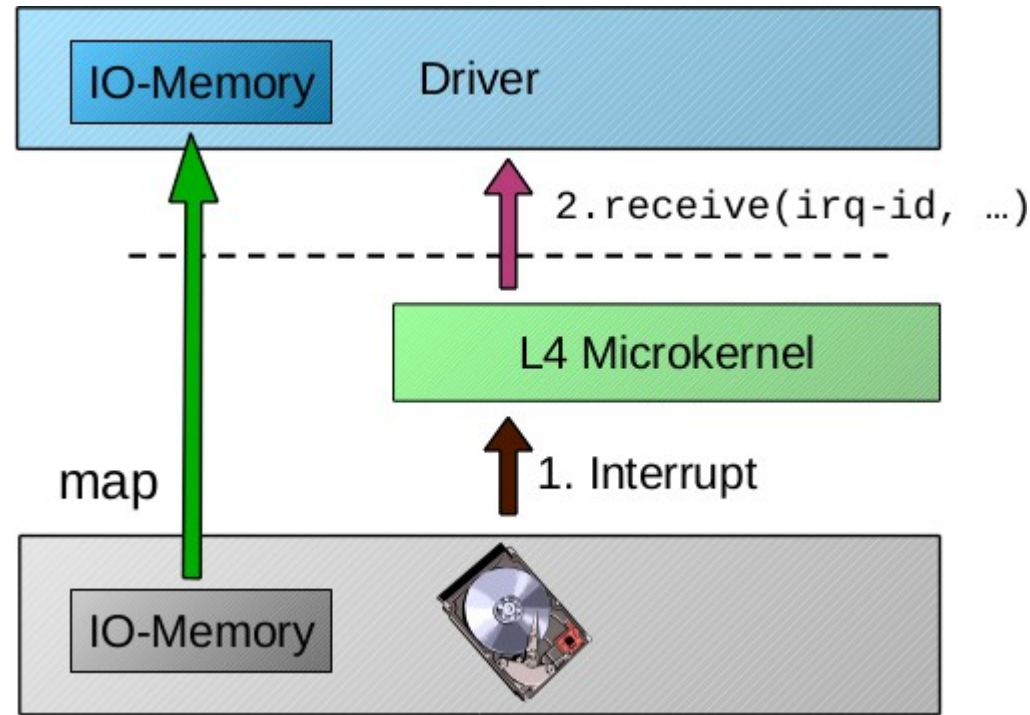 IO-Memory
Driver
2.receive(irq-id, …)
L4 Microkernel
map
1. Interrupt
IO-Memory